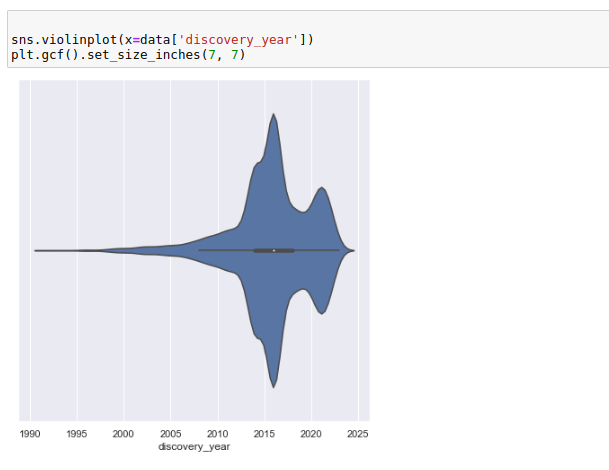 sns.violinplot(x=data['discovery_year'])
plt.gcf().set_size_inches(7, 7)
1990 1995 2000 2005 2010 2015 2020 2025
discovery_year